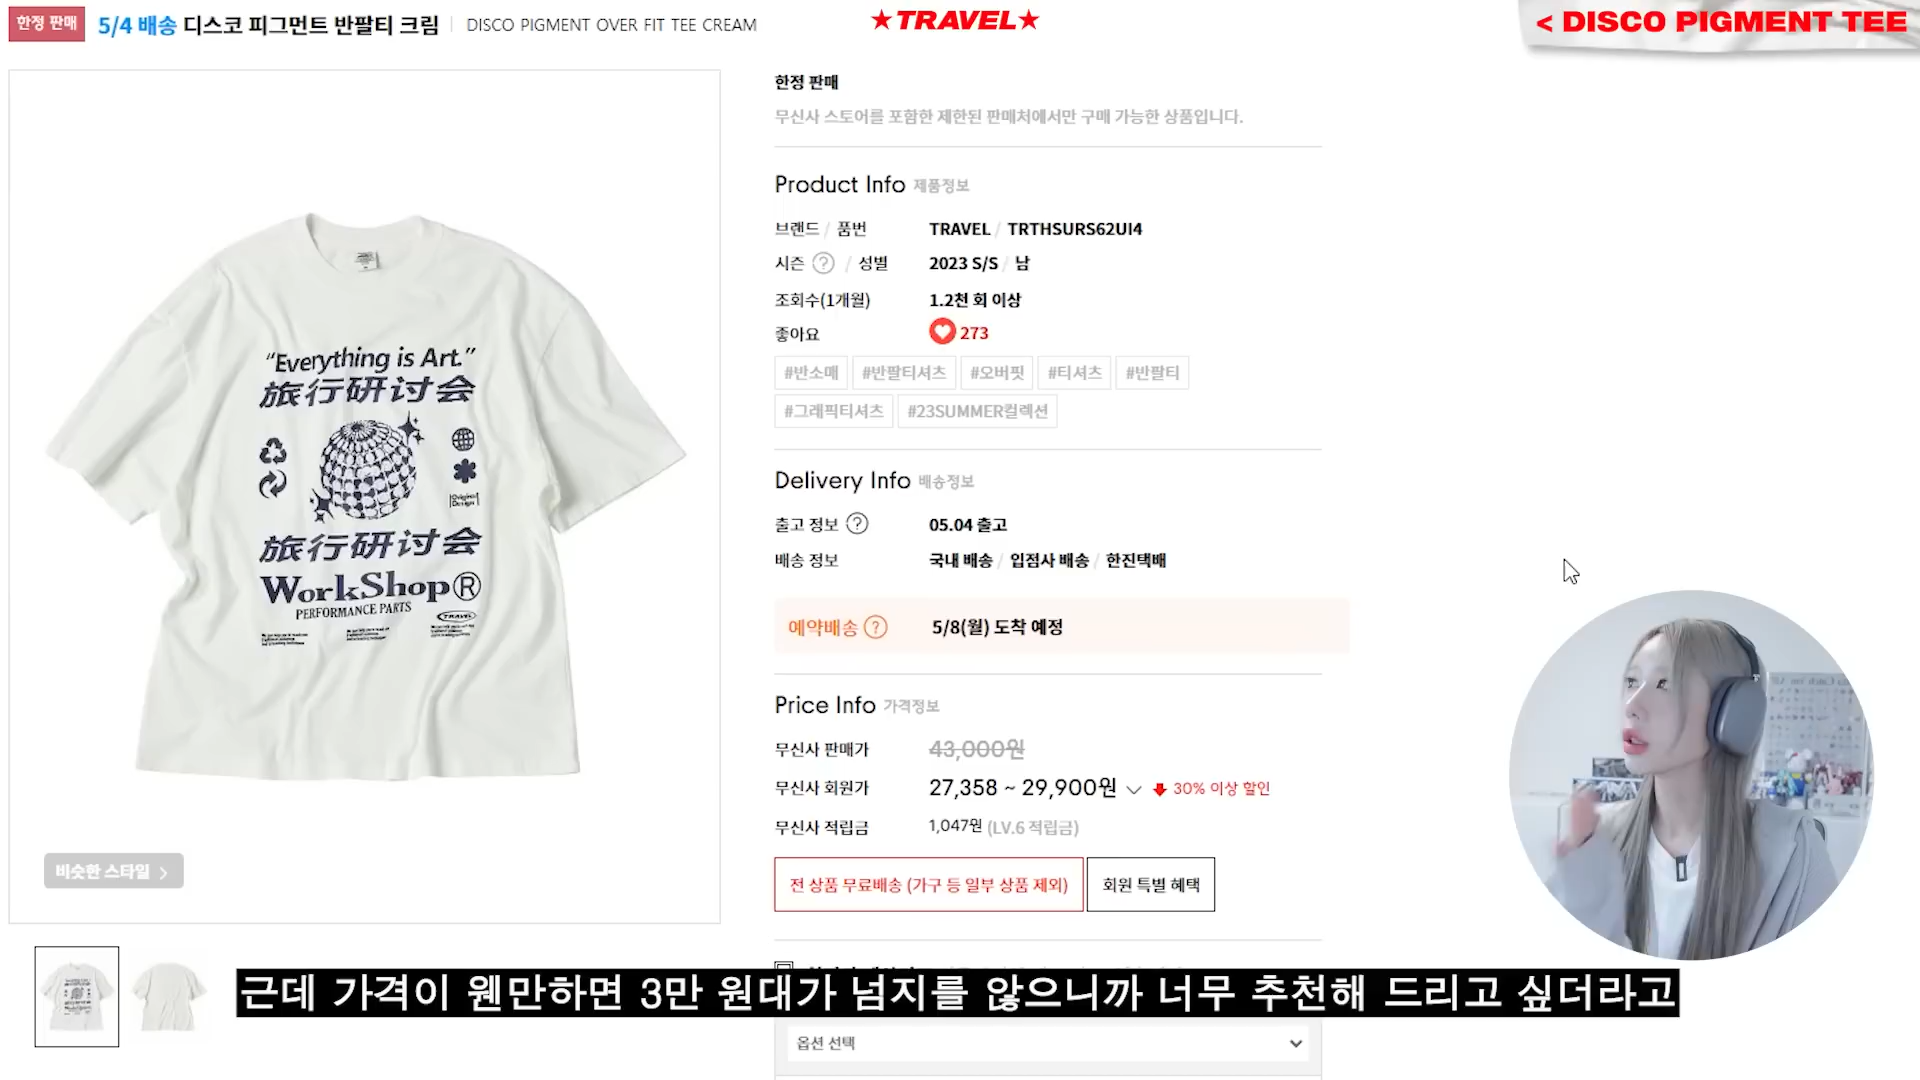 한정 판매
5/4 배송 디스코 피그먼트 반팔티 크림
DISCO PIGMENT OVER FIT TEE CREAM
★TRAVEL★
< DISCO PIGMENT TEE
"Everything is Art."
旅行研讨会
Original Design
旅行研讨会
WorkShop®
PERFORMANCE PARTS
TRAVEL
비슷한 스타일 >
한정 판매
무신사 스토어를 포함한 제한된 판매처에서만 구매 가능한 상품입니다.
Product Info 제품정보
브랜드 / 품번 TRAVEL / TRTHSURS62UI4
시즌 ? / 성별 2023 S/S / 남
조회수(1개월) 1.2천 회 이상
좋아요 273
#반소매 #반팔티셔츠 #오버핏 #티셔츠 #반팔티
#그래픽티셔츠 #23SUMMER컬렉션
Delivery Info 배송정보
출고 정보 ? 05.04 출고
배송 정보 국내 배송 / 입점사 배송 / 한진택배
예약배송 ? 5/8(월) 도착 예정
Price Info 가격정보
무신사 판매가 43,000원
무신사 회원가 27,358 ~ 29,900원 30% 이상 할인
무신사 적립금 1,047원 (LV.6 적립금)
전 상품 무료배송 (가구 등 일부 상품 제외) 회원 특별 혜택
근데 가격이 웬만하면 3만 원대가 넘지를 않으니까 너무 추천해 드리고 싶더라고
옵션 선택